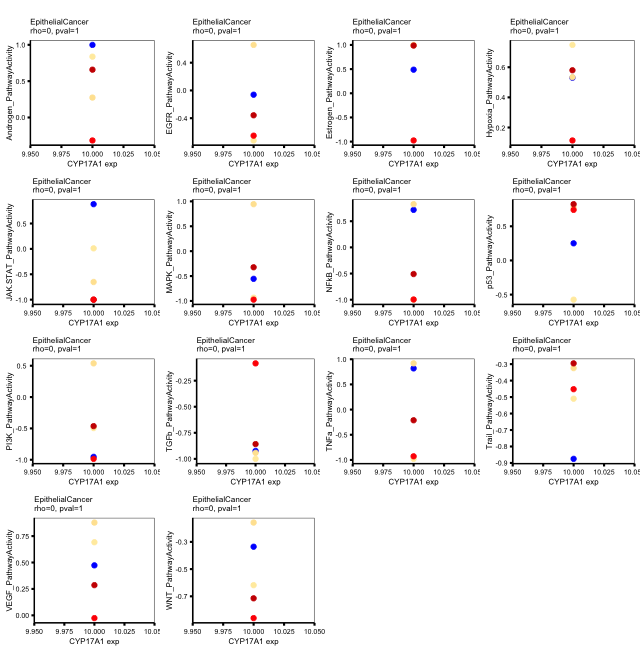 EpithelialCancer
rho=0, pval=1
Androgen_PathwayActivity
1.0
0.5
0.0
9.950
9.975
10.000
10.025
10.05
CYP17A1 exp
EpithelialCancer
rho=0, pval=1
EGFR_PathwayActivity
0.4
0.0
-0.4
9.950
9.975
10.000
10.025
10.050
CYP17A1 exp
EpithelialCancer
rho=0, pval=1
Estrogen_PathwayActivity
1.0
0.5
0.0
-0.5
-1.0
9.950
9.975
10.000
10.025
10.05
CYP17A1 exp
EpithelialCancer
rho=0, pval=1
Hypoxia_PathwayActivity
0.6
0.4
0.2
9.950
9.975
10.000
10.025
10.05
CYP17A1 exp
EpithelialCancer
rho=0, pval=1
JAK.STAT_PathwayActivity
0.5
0.0
-0.5
-1.0
9.950
9.975
10.000
10.025
10.05
CYP17A1 exp
EpithelialCancer
rho=0, pval=1
MAPK_PathwayActivity
1.0
0.5
0.0
-0.5
-1.0
9.950
9.975
10.000
10.025
10.050
CYP17A1 exp
EpithelialCancer
rho=0, pval=1
NFkB_PathwayActivity
0.5
0.0
-0.5
-1.0
9.950
9.975
10.000
10.025
10.05
CYP17A1 exp
EpithelialCancer
rho=0, pval=1
p53_PathwayActivity
0.5
0.0
-0.5
9.950
9.975
10.000
10.025
10.05
CYP17A1 exp
EpithelialCancer
rho=0, pval=1
PI3K_PathwayActivity
0.5
0.0
-0.5
-1.0
9.950
9.975
10.000
10.025
10.05
CYP17A1 exp
EpithelialCancer
rho=0, pval=1
TGFb_PathwayActivity
-0.25
-0.50
-0.75
-1.00
9.950
9.975
10.000
10.025
10.050
CYP17A1 exp
EpithelialCancer
rho=0, pval=1
TNFa_PathwayActivity
1.0
0.5
0.0
-0.5
-1.0
9.950
9.975
10.000
10.025
10.05
CYP17A1 exp
EpithelialCancer
rho=0, pval=1
Trail_PathwayActivity
-0.3
-0.4
-0.5
-0.6
-0.7
-0.8
-0.9
9.950
9.975
10.000
10.025
10.05
CYP17A1 exp
EpithelialCancer
rho=0, pval=1
VEGF_PathwayActivity
0.75
0.50
0.25
0.00
9.950
9.975
10.000
10.025
10.05
CYP17A1 exp
EpithelialCancer
rho=0, pval=1
WNT_PathwayActivity
-0.3
-0.5
-0.7
9.950
9.975
10.000
10.025
10.050
CYP17A1 exp